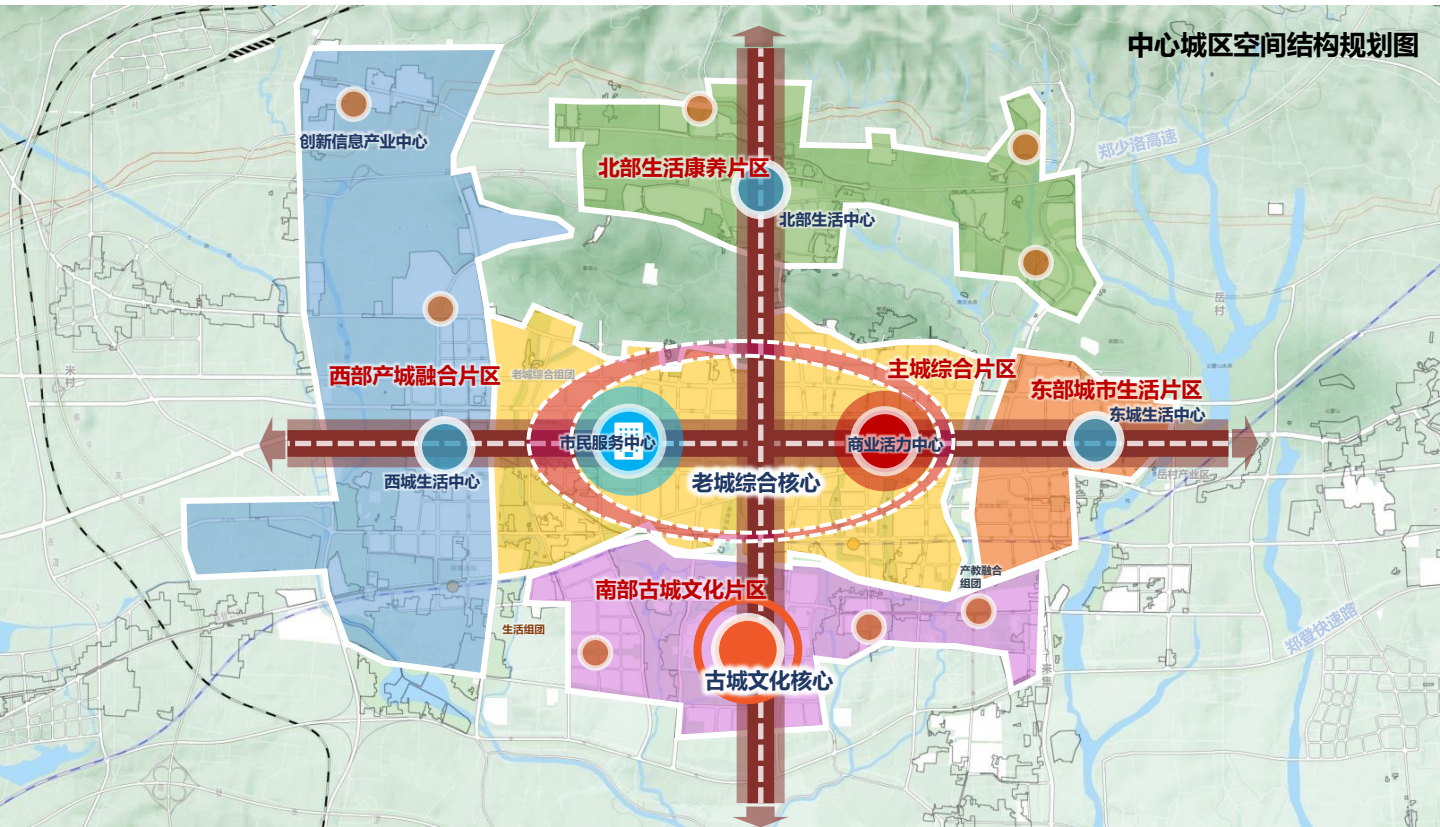 中心城区空间结构规划图
创新信息产业中心
郑少洛高速
北部生活康养片区
北部生活中心
岳村
米村
西部产城融合片区
老城综合组团
主城综合片区
东部城市生活片区
东城生活中心
市民服务中心
商业活力中心
西城生活中心
老城综合核心
岳村产业区
产教融合
组团
南部古城文化片区
生活组团
郑登快速路
来集
古城文化核心